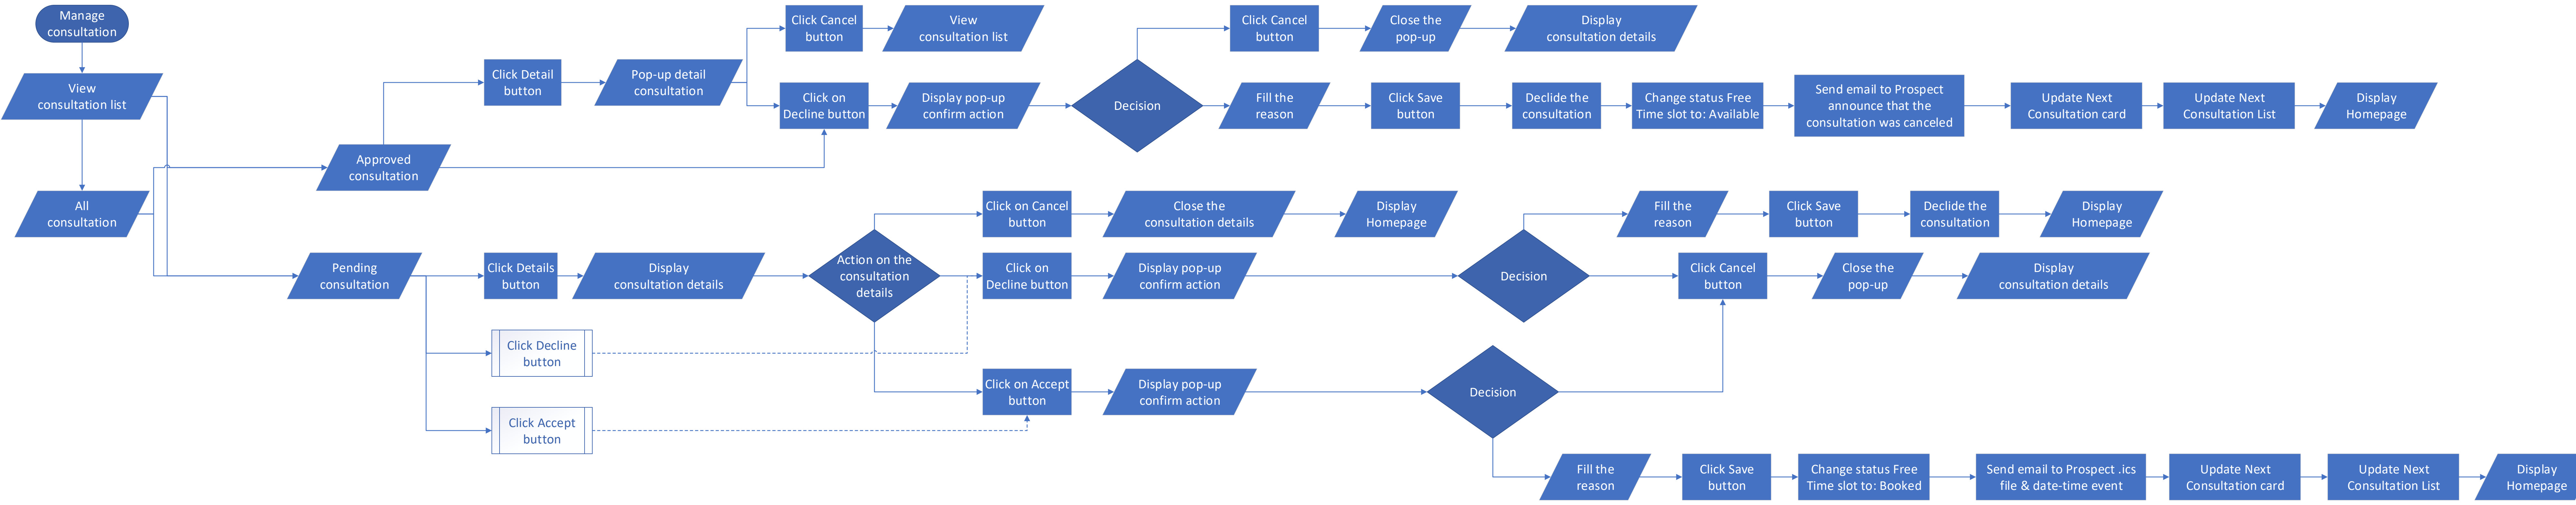 Manage
consultation
View
consultation list
All
consultation
Approved
consultation
Click Detail
button
Pop-up detail
consultation
Click Cancel
button
View
consultation list
Click on
Decline button
Display pop-up
confirm action
Decision
Click Cancel
button
Close the
pop-up
Display
consultation details
Fill the
reason
Click Save
button
Declide the
consultation
Change status Free
Time slot to: Available
Send email to Prospect
announce that the
consultation was canceled
Update Next
Consultation card
Update Next
Consultation List
Display
Homepage
Pending
consultation
Click Details
button
Display
consultation details
Action on the
consultation
details
Click on Cancel
button
Close the
consultation details
Display
Homepage
Click on
Decline button
Display pop-up
confirm action
Decision
Fill the
reason
Click Save
button
Declide the
consultation
Display
Homepage
Click Cancel
button
Close the
pop-up
Display
consultation details
Click Decline
button
Click Accept
button
Click on Accept
button
Display pop-up
confirm action
Decision
Fill the
reason
Click Save
button
Change status Free
Time slot to: Booked
Send email to Prospect .ics
file & date-time event
Update Next
Consultation card
Update Next
Consultation List
Display
Homepage